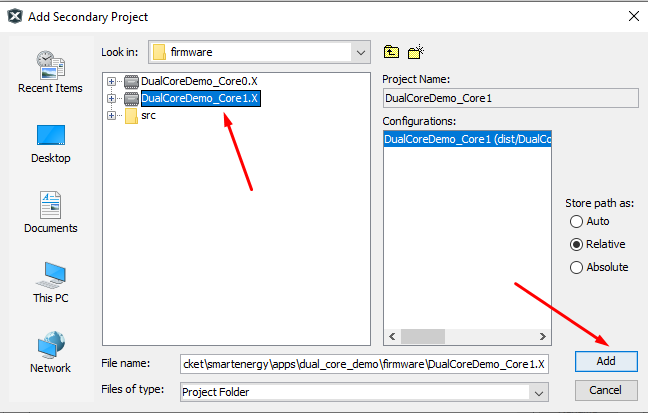 Add Secondary Project
Look in:
firmware
Recent Items
Desktop
Documents
This PC
Network
DualCoreDemo_Core0.X
DualCoreDemo_Core1.X
src
Project Name:
DualCoreDemo_Core1
Configurations:
DualCoreDemo_Core1 (dist/DualCo
Store path as:
Auto
Relative
Absolute
File name:
cket\smartenergy\apps\dual_core_demo\firmware\DualCoreDemo_Core1.X
Add
Files of type:
Project Folder
Cancel